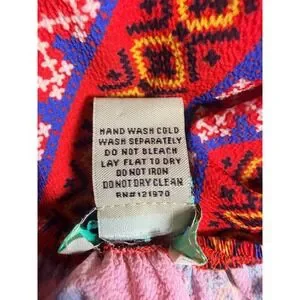 HAND WASH COLD
WASH SEPARATELY
DO NOT BLEACH
LAY FLAT TO DRY
DO NOT IRON
DO NOT DRY CLEAN
RN#121970